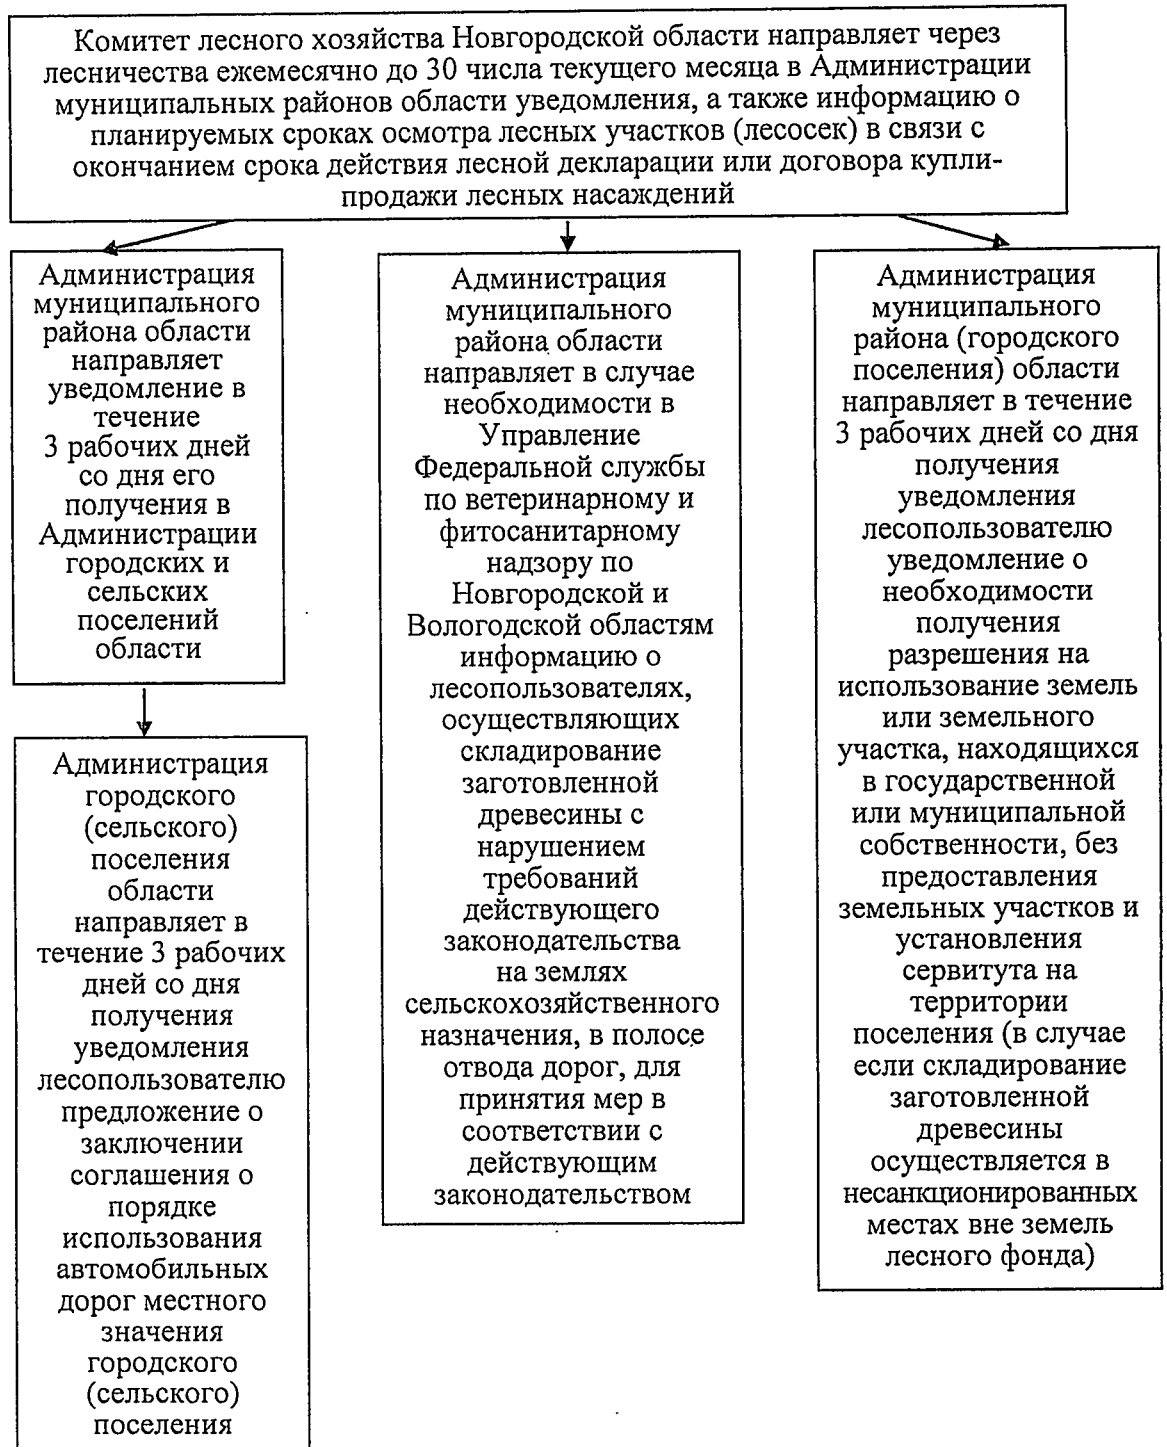 Комитет лесного хозяйства Новгородской области направляет через
лесничества ежемесячно до 30 числа текущего месяца в Администрации
муниципальных районов области уведомления, а также информацию о
планируемых сроках осмотра лесных участков (лесосек) в связи с
окончанием срока действия лесной декларации или договора купли-
продажи лесных насаждений
Администрация
муниципального
района области
направляет
уведомление в
течение
3 рабочих дней
со дня его
получения в
Администрации
городских и
сельских
поселений
области
Администрация
городского
(сельского)
поселения
области
направляет в
течение 3 рабочих
дней со дня
получения
уведомления
лесопользователю
предложение о
заключении
соглашения о
порядке
использования
автомобильных
дорог местного
значения
городского
(сельского)
поселения
Администрация
муниципального
района области
направляет в случае
необходимости в
Управление
Федеральной службы
по ветеринарному и
фитосанитарному
надзору по
Новгородской и
Вологодской областям
информацию о
лесопользователях,
осуществляющих
складирование
заготовленной
древесины с
нарушением
требований
действующего
законодательства
на землях
сельскохозяйственного
назначения, в полосе
отвода дорог, для
принятия мер в
соответствии с
действующим
законодательством
Администрация
муниципального
района (городского
поселения) области
направляет в течение
3 рабочих дней со дня
получения
уведомления
лесопользователю
уведомление о
необходимости
получения
разрешения на
использование земель
или земельного
участка, находящихся
в государственной
или муниципальной
собственности, без
предоставления
земельных участков и
установления
сервитута на
территории
поселения (в случае
если складирование
заготовленной
древесины
осуществляется в
несанкционированных
местах вне земель
лесного фонда)